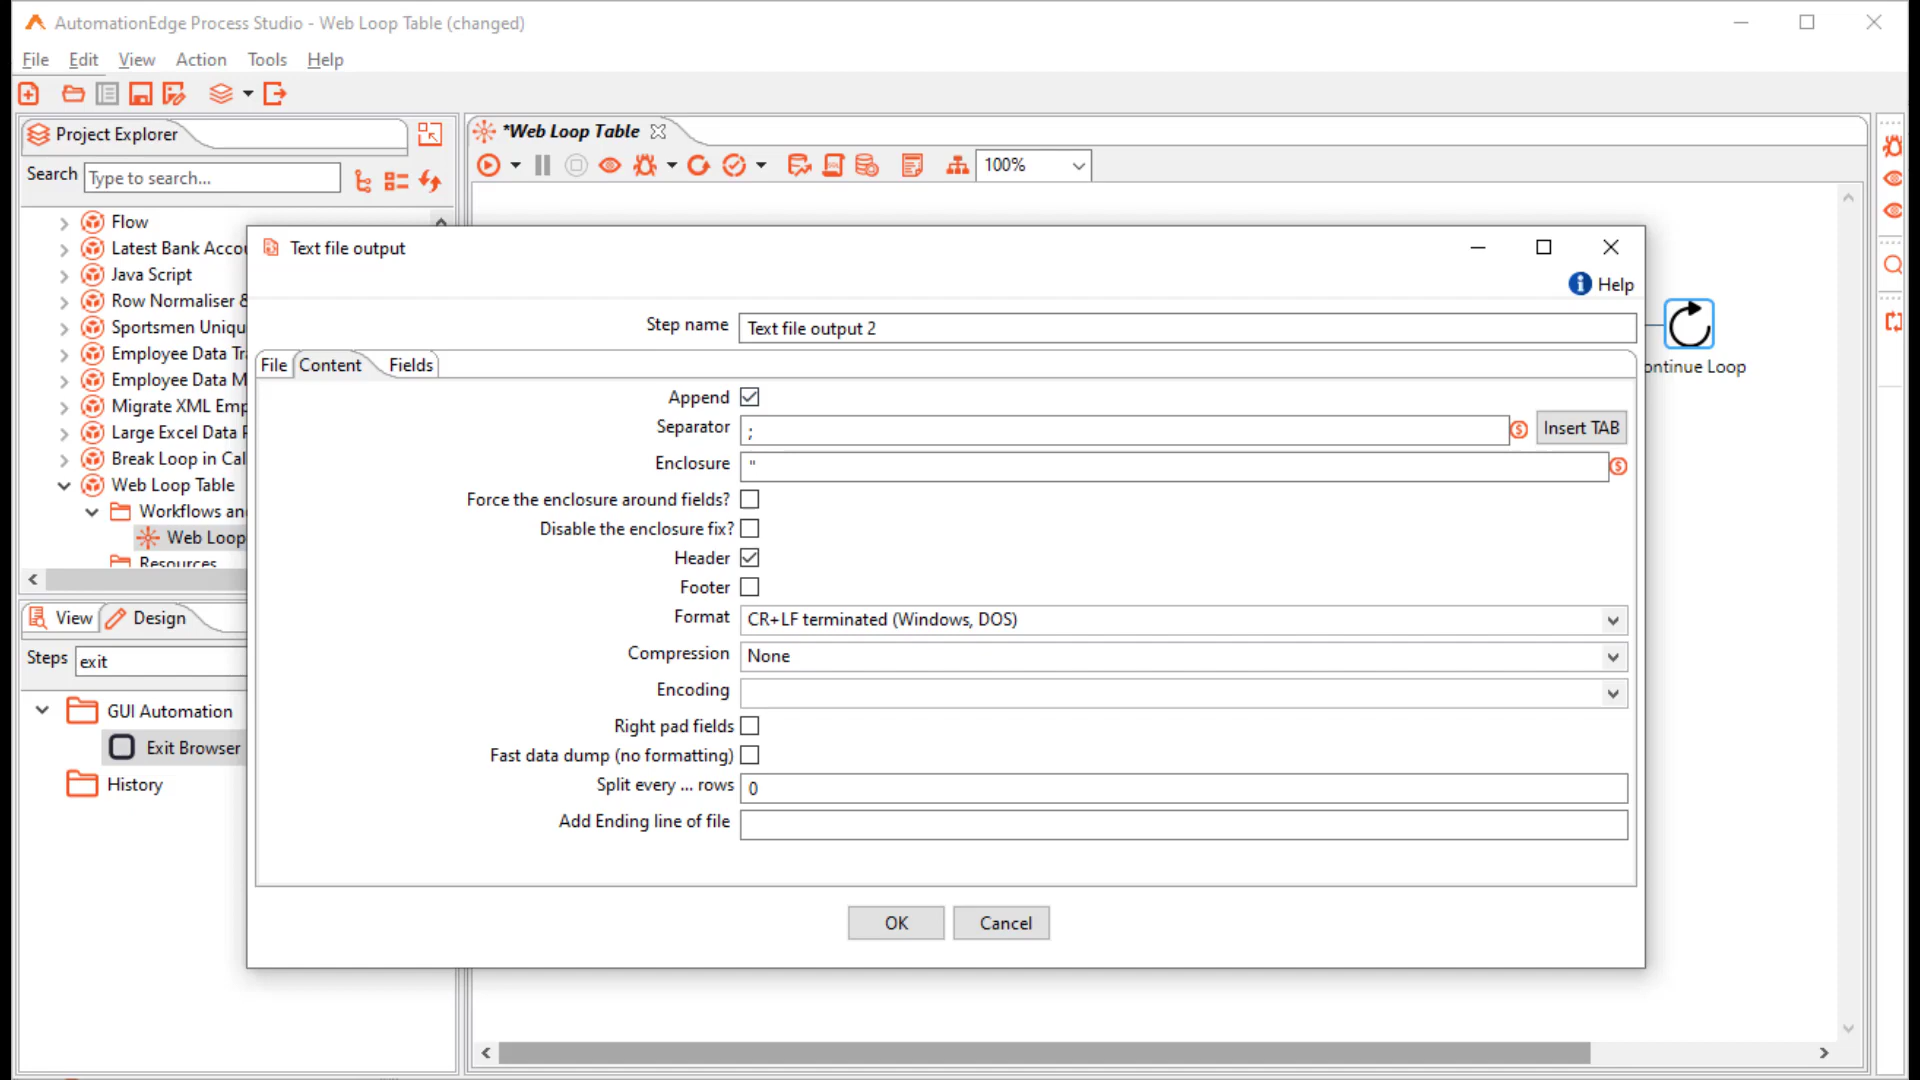 AutomationEdge Process Studio - Web Loop Table (changed)
File Edit View Action Tools Help
Project Explorer
*Web Loop Table
Search Type to search...
100%
Flow
Latest Bank Accou
Java Script
Row Normaliser &
Sportsmen Uniqu
Employee Data Tra
Employee Data M
Migrate XML Emp
Large Excel Data P
Break Loop in Cal
Web Loop Table
Workflows an
Web Loop
Resources
View Design
Steps exit
GUI Automation
Exit Browser
History
Text file output
Help
Step name Text file output 2
File Content Fields
Append
Separator ; Insert TAB
Enclosure "
Force the enclosure around fields?
Disable the enclosure fix?
Header
Footer
Format CR+LF terminated (Windows, DOS)
Compression None
Encoding
Right pad fields
Fast data dump (no formatting)
Split every ... rows 0
Add Ending line of file
OK Cancel
ontinue Loop